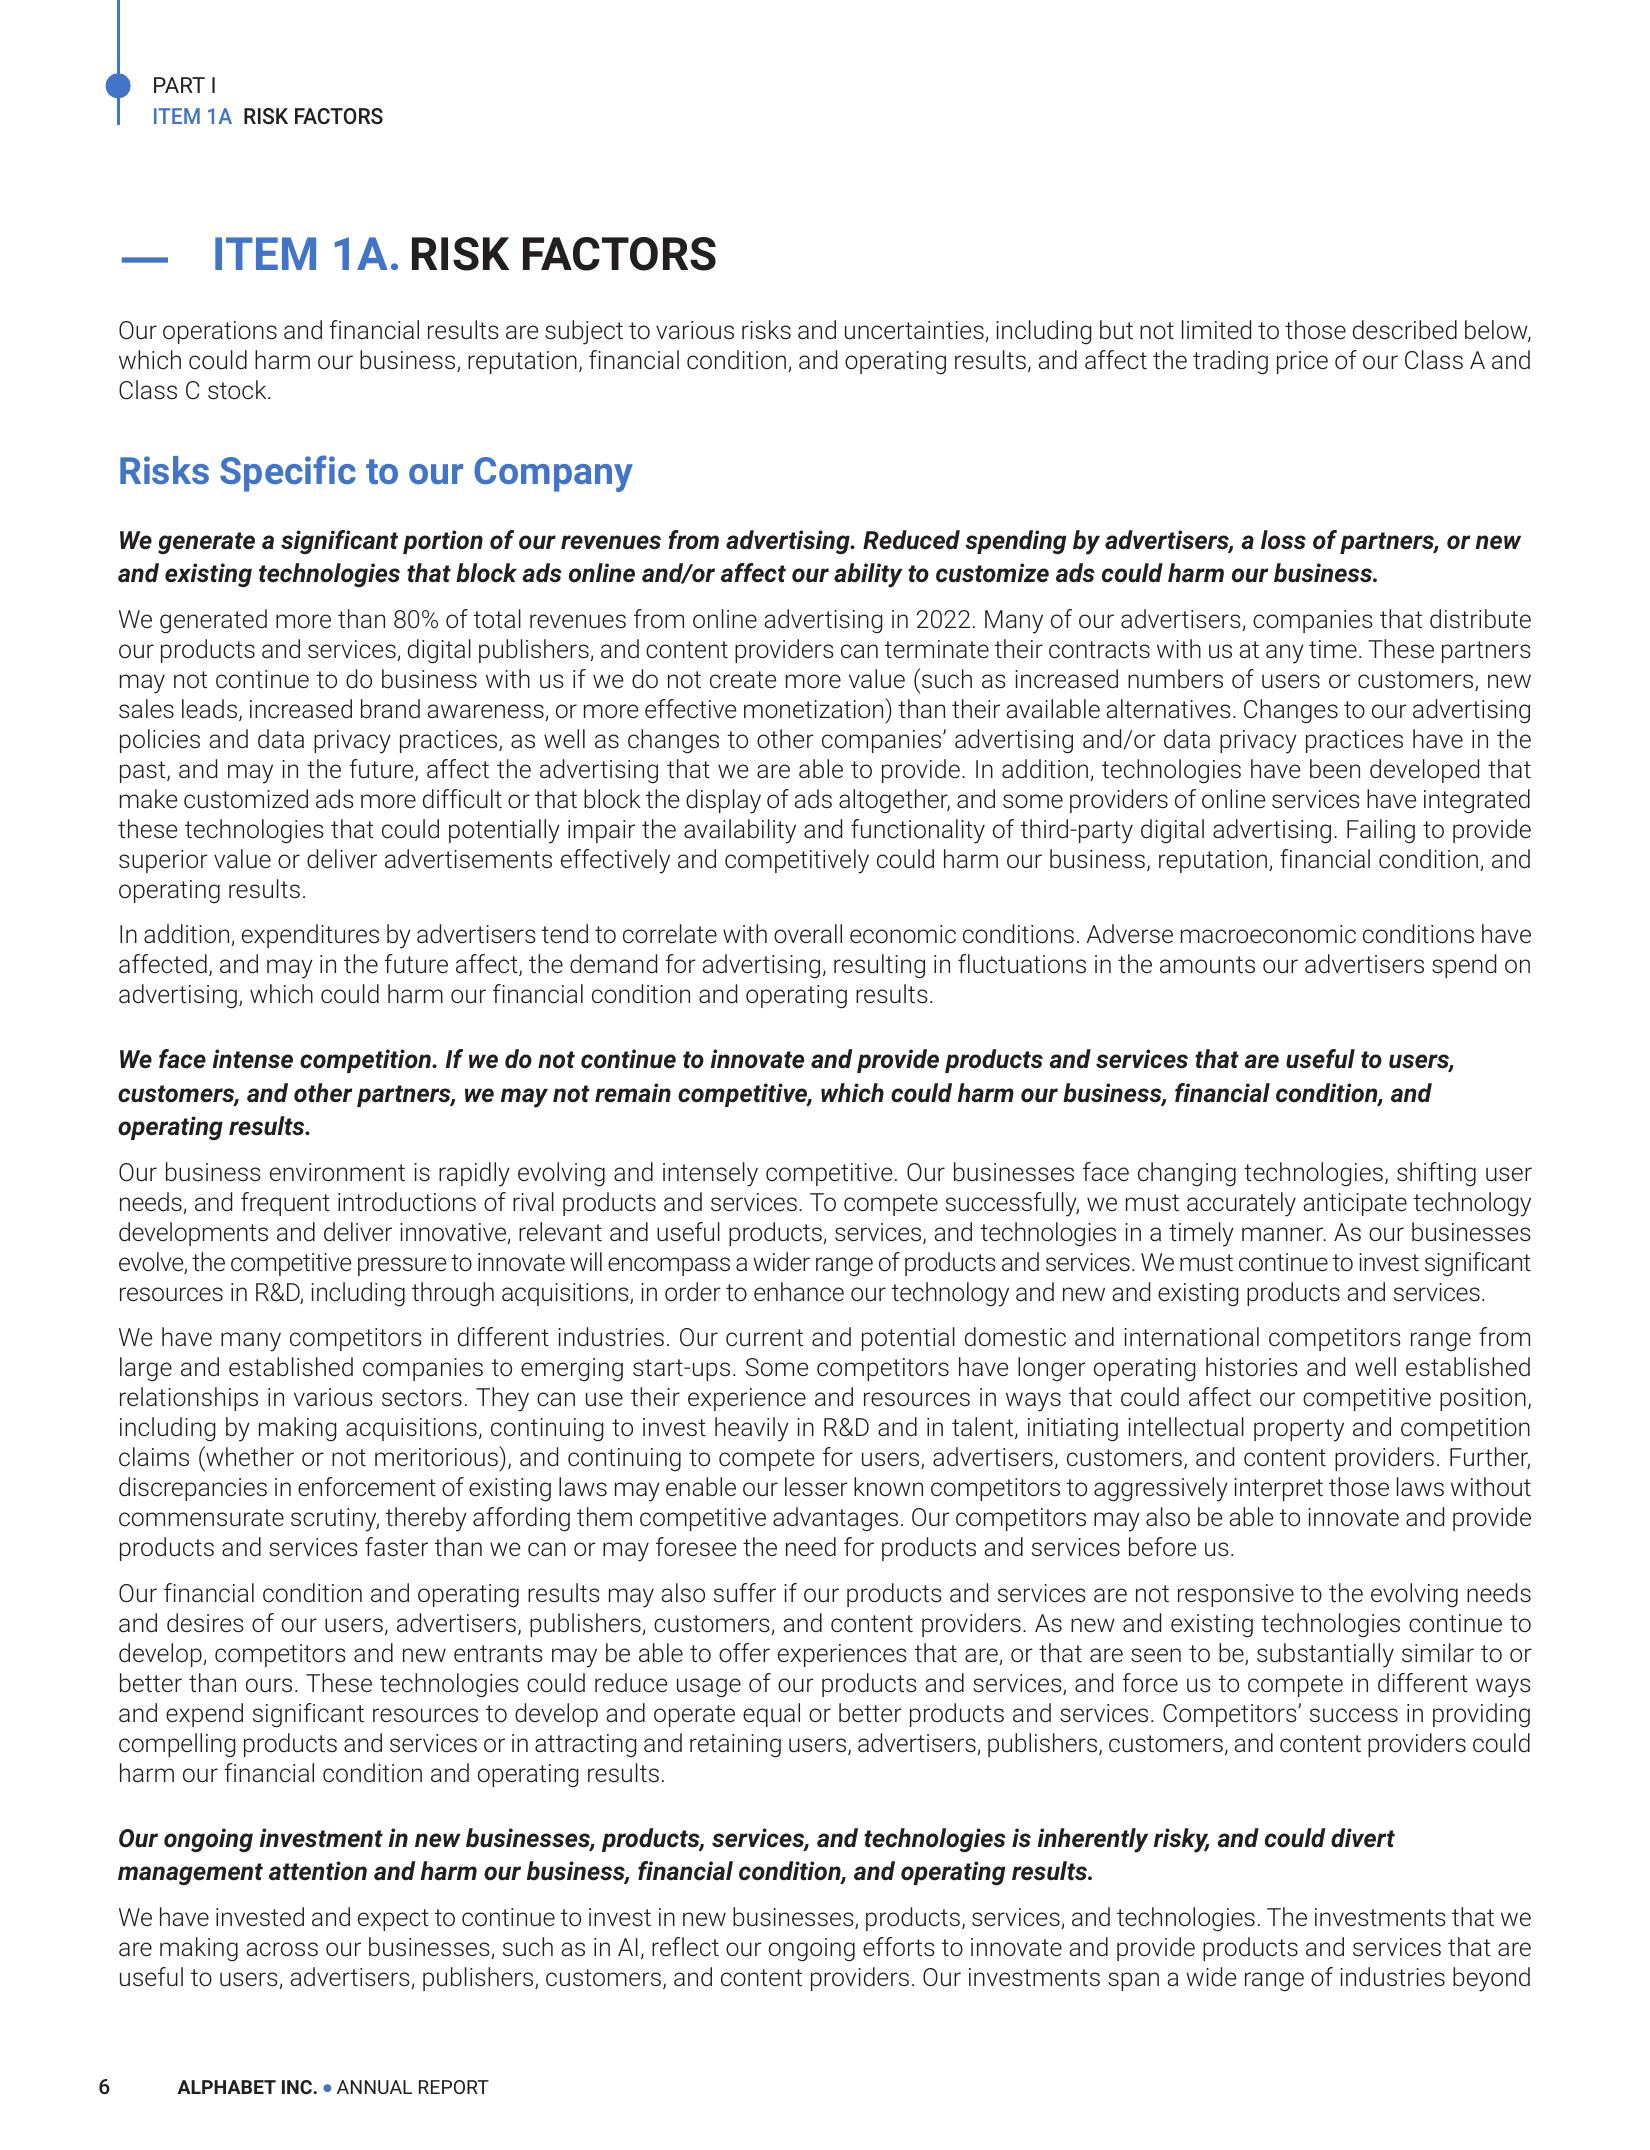 PART I
ITEM 1A RISK FACTORS
ITEM 1A. RISK FACTORS
Our operations and financial results are subject to various risks and uncertainties, including but not limited to those described below,
which could harm our business, reputation, financial condition, and operating results, and affect the trading price of our Class A and
Class C stock.
Risks Specific to our Company
We generate a significant portion of our revenues from advertising. Reduced spending by advertisers, a loss of partners, or new
and existing technologies that block ads online and/or affect our ability to customize ads could harm our business.
We generated more than 80% of total revenues from online advertising in 2022. Many of our advertisers, companies that distribute
our products and services, digital publishers, and content providers can terminate their contracts with us at any time. These partners
may not continue to do business with us if we do not create more value (such as increased numbers of users or customers, new
sales leads, increased brand awareness, or more effective monetization) than their available alternatives. Changes to our advertising
policies and data privacy practices, as well as changes to other companies’ advertising and/or data privacy practices have in the
past, and may in the future, affect the advertising that we are able to provide. In addition, technologies have been developed that
make customized ads more difficult or that block the display of ads altogether, and some providers of online services have integrated
these technologies that could potentially impair the availability and functionality of third-party digital advertising. Failing to provide
superior value or deliver advertisements effectively and competitively could harm our business, reputation, financial condition, and
operating results.
In addition, expenditures by advertisers tend to correlate with overall economic conditions. Adverse macroeconomic conditions have
affected, and may in the future affect, the demand for advertising, resulting in fluctuations in the amounts our advertisers spend on
advertising, which could harm our financial condition and operating results.
We face intense competition. If we do not continue to innovate and provide products and services that are useful to users,
customers, and other partners, we may not remain competitive, which could harm our business, financial condition, and
operating results.
Our business environment is rapidly evolving and intensely competitive. Our businesses face changing technologies, shifting user
needs, and frequent introductions of rival products and services. To compete successfully, we must accurately anticipate technology
developments and deliver innovative, relevant and useful products, services, and technologies in a timely manner. As our businesses
evolve, the competitive pressure to innovate will encompass a wider range of products and services. We must continue to invest significant
resources in R&D, including through acquisitions, in order to enhance our technology and new and existing products and services.
We have many competitors in different industries. Our current and potential domestic and international competitors range from
large and established companies to emerging start-ups. Some competitors have longer operating histories and well established
relationships in various sectors. They can use their experience and resources in ways that could affect our competitive position,
including by making acquisitions, continuing to invest heavily in R&D and in talent, initiating intellectual property and competition
claims (whether or not meritorious), and continuing to compete for users, advertisers, customers, and content providers. Further,
discrepancies in enforcement of existing laws may enable our lesser known competitors to aggressively interpret those laws without
commensurate scrutiny, thereby affording them competitive advantages. Our competitors may also be able to innovate and provide
products and services faster than we can or may foresee the need for products and services before us.
Our financial condition and operating results may also suffer if our products and services are not responsive to the evolving needs
and desires of our users, advertisers, publishers, customers, and content providers. As new and existing technologies continue to
develop, competitors and new entrants may be able to offer experiences that are, or that are seen to be, substantially similar to or
better than ours. These technologies could reduce usage of our products and services, and force us to compete in different ways
and expend significant resources to develop and operate equal or better products and services. Competitors’ success in providing
compelling products and services or in attracting and retaining users, advertisers, publishers, customers, and content providers could
harm our financial condition and operating results.
Our ongoing investment in new businesses, products, services, and technologies is inherently risky, and could divert
management attention and harm our business, financial condition, and operating results.
We have invested and expect to continue to invest in new businesses, products, services, and technologies. The investments that we
are making across our businesses, such as in AI, reflect our ongoing efforts to innovate and provide products and services that are
useful to users, advertisers, publishers, customers, and content providers. Our investments span a wide range of industries beyond
6 ALPHABET INC. • ANNUAL REPORT